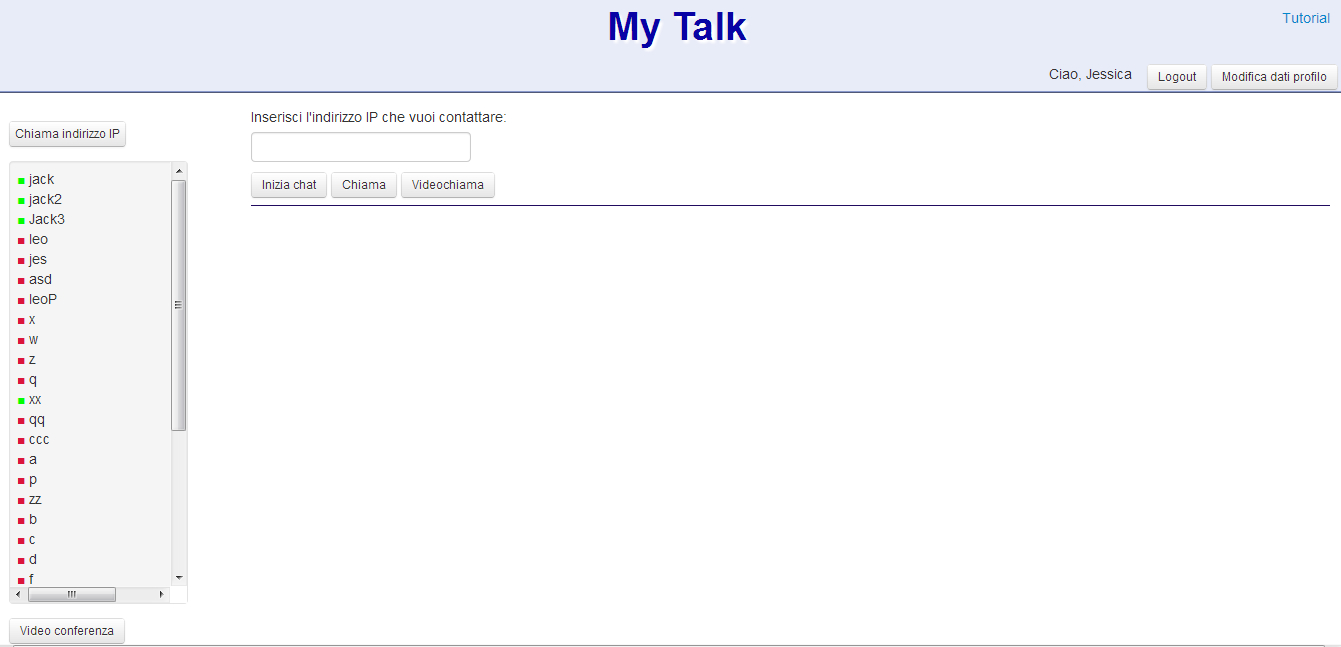 My Talk
Tutorial
Ciao, Jessica
Logout
Modifica dati profilo
Chiama indirizzo IP
Inserisci l'indirizzo IP che vuoi contattare:
Inizia chat
Chiama
Videochiama
jack
jack2
Jack3
leo
jes
asd
leoP
x
w
z
q
xx
qq
ccc
a
p
zz
b
c
d
f
Video conferenza